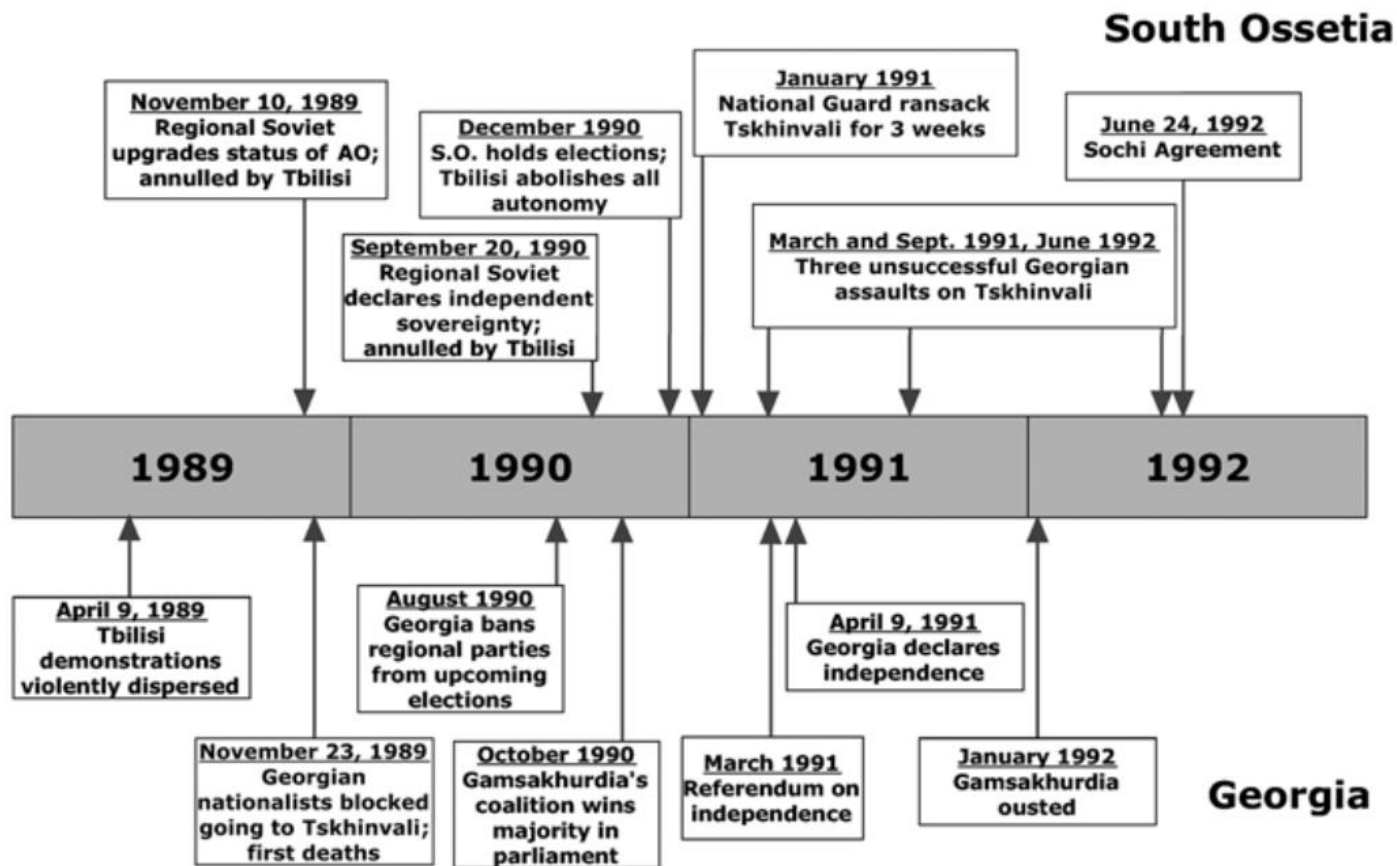 South Ossetia
November 10, 1989
Regional Soviet
upgrades status of AO;
annulled by Tbilisi
December 1990
S.O. holds elections;
Tbilisi abolishes all
autonomy
September 20, 1990
Regional Soviet
declares independent
sovereignty;
annulled by Tbilisi
January 1991
National Guard ransack
Tskhinvali for 3 weeks
March and Sept. 1991, June 1992
Three unsuccessful Georgian
assaults on Tskhinvali
June 24, 1992
Sochi Agreement
1989
1990
1991
1992
April 9, 1989
Tbilisi
demonstrations
violently dispersed
November 23, 1989
Georgian
nationalists blocked
going to Tskhinvali;
first deaths
August 1990
Georgia bans
regional parties
from upcoming
elections
October 1990
Gamsakhurdia's
coalition wins
majority in
parliament
March 1991
Referendum on
independence
April 9, 1991
Georgia declares
independence
January 1992
Gamsakhurdia
ousted
Georgia